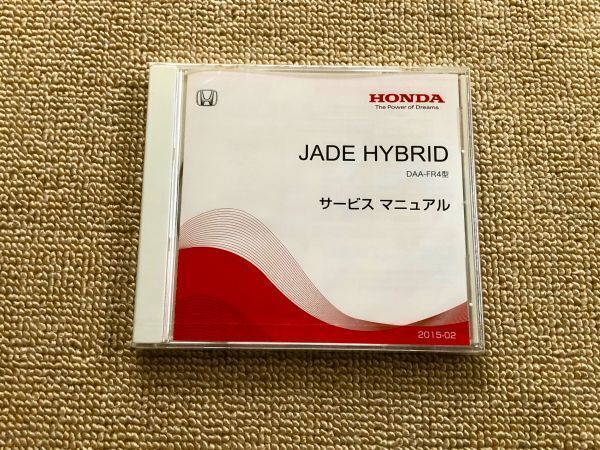 HONDA
The Power of Dreams
JADE HYBRID
DAA-FR4型
サービス マニュアル
2015-02